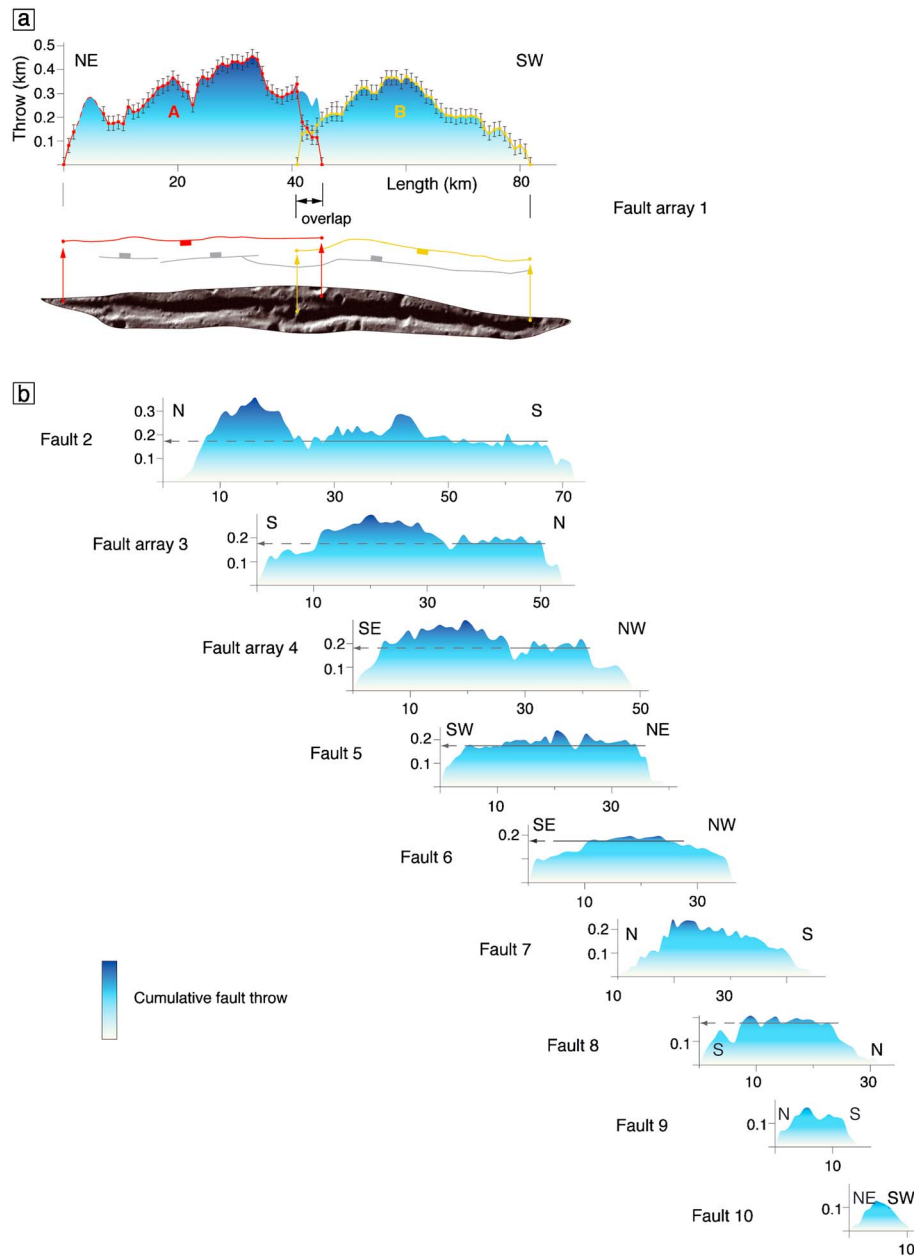 a
NE
SW
Throw (km)
0.5
0.4
0.3
0.2
0.1
A
B
20
40
60
80
Length (km)
overlap
Fault array 1
b
Fault 2
N
S
0.3
0.2
0.1
10
30
50
70
Fault array 3
S
N
0.2
0.1
10
30
50
Fault array 4
SE
NW
0.2
0.1
10
30
50
Fault 5
SW
NE
0.2
0.1
10
30
Fault 6
SE
NW
0.2
10
30
Fault 7
N
S
0.2
0.1
10
30
Cumulative fault throw
Fault 8
S
N
0.1
10
30
Fault 9
N
S
0.1
10
Fault 10
NE
SW
0.1
10